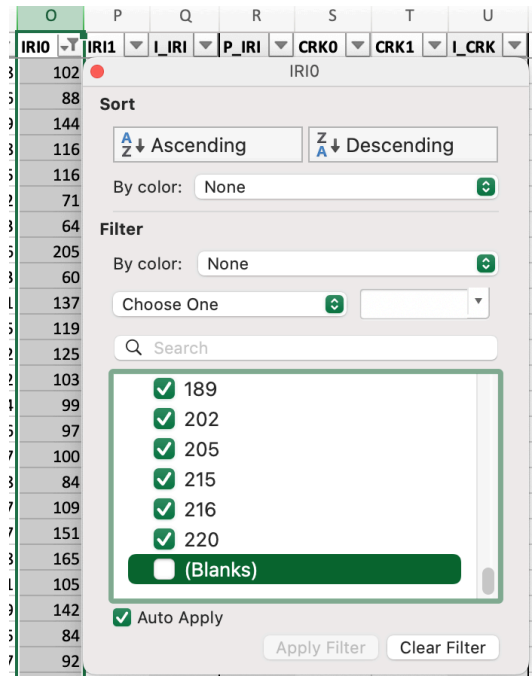 O P Q R S T U
IRI0 IRI1 I_IRI P_IRI CRK0 CRK1 I_CRK
IRI0
102
88
144
116
116
71
64
205
60
137
119
125
103
99
97
100
84
109
151
165
105
142
84
92
Sort
A Z Ascending Z A Descending
By color: None
Filter
By color: None
Choose One
Search
189
202
205
215
216
220
(Blanks)
Auto Apply
Apply Filter Clear Filter